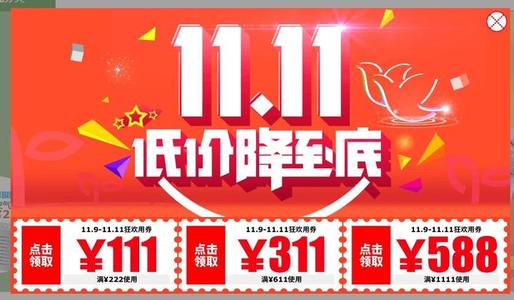 11.11
低价降到底
点击
领取
11.9-11.11狂欢用券
¥111
满¥222使用
点击
领取
11.9-11.11狂欢用券
¥311
满¥611使用
点击
领取
11.9-11.11狂欢用券
¥588
满¥1111使用